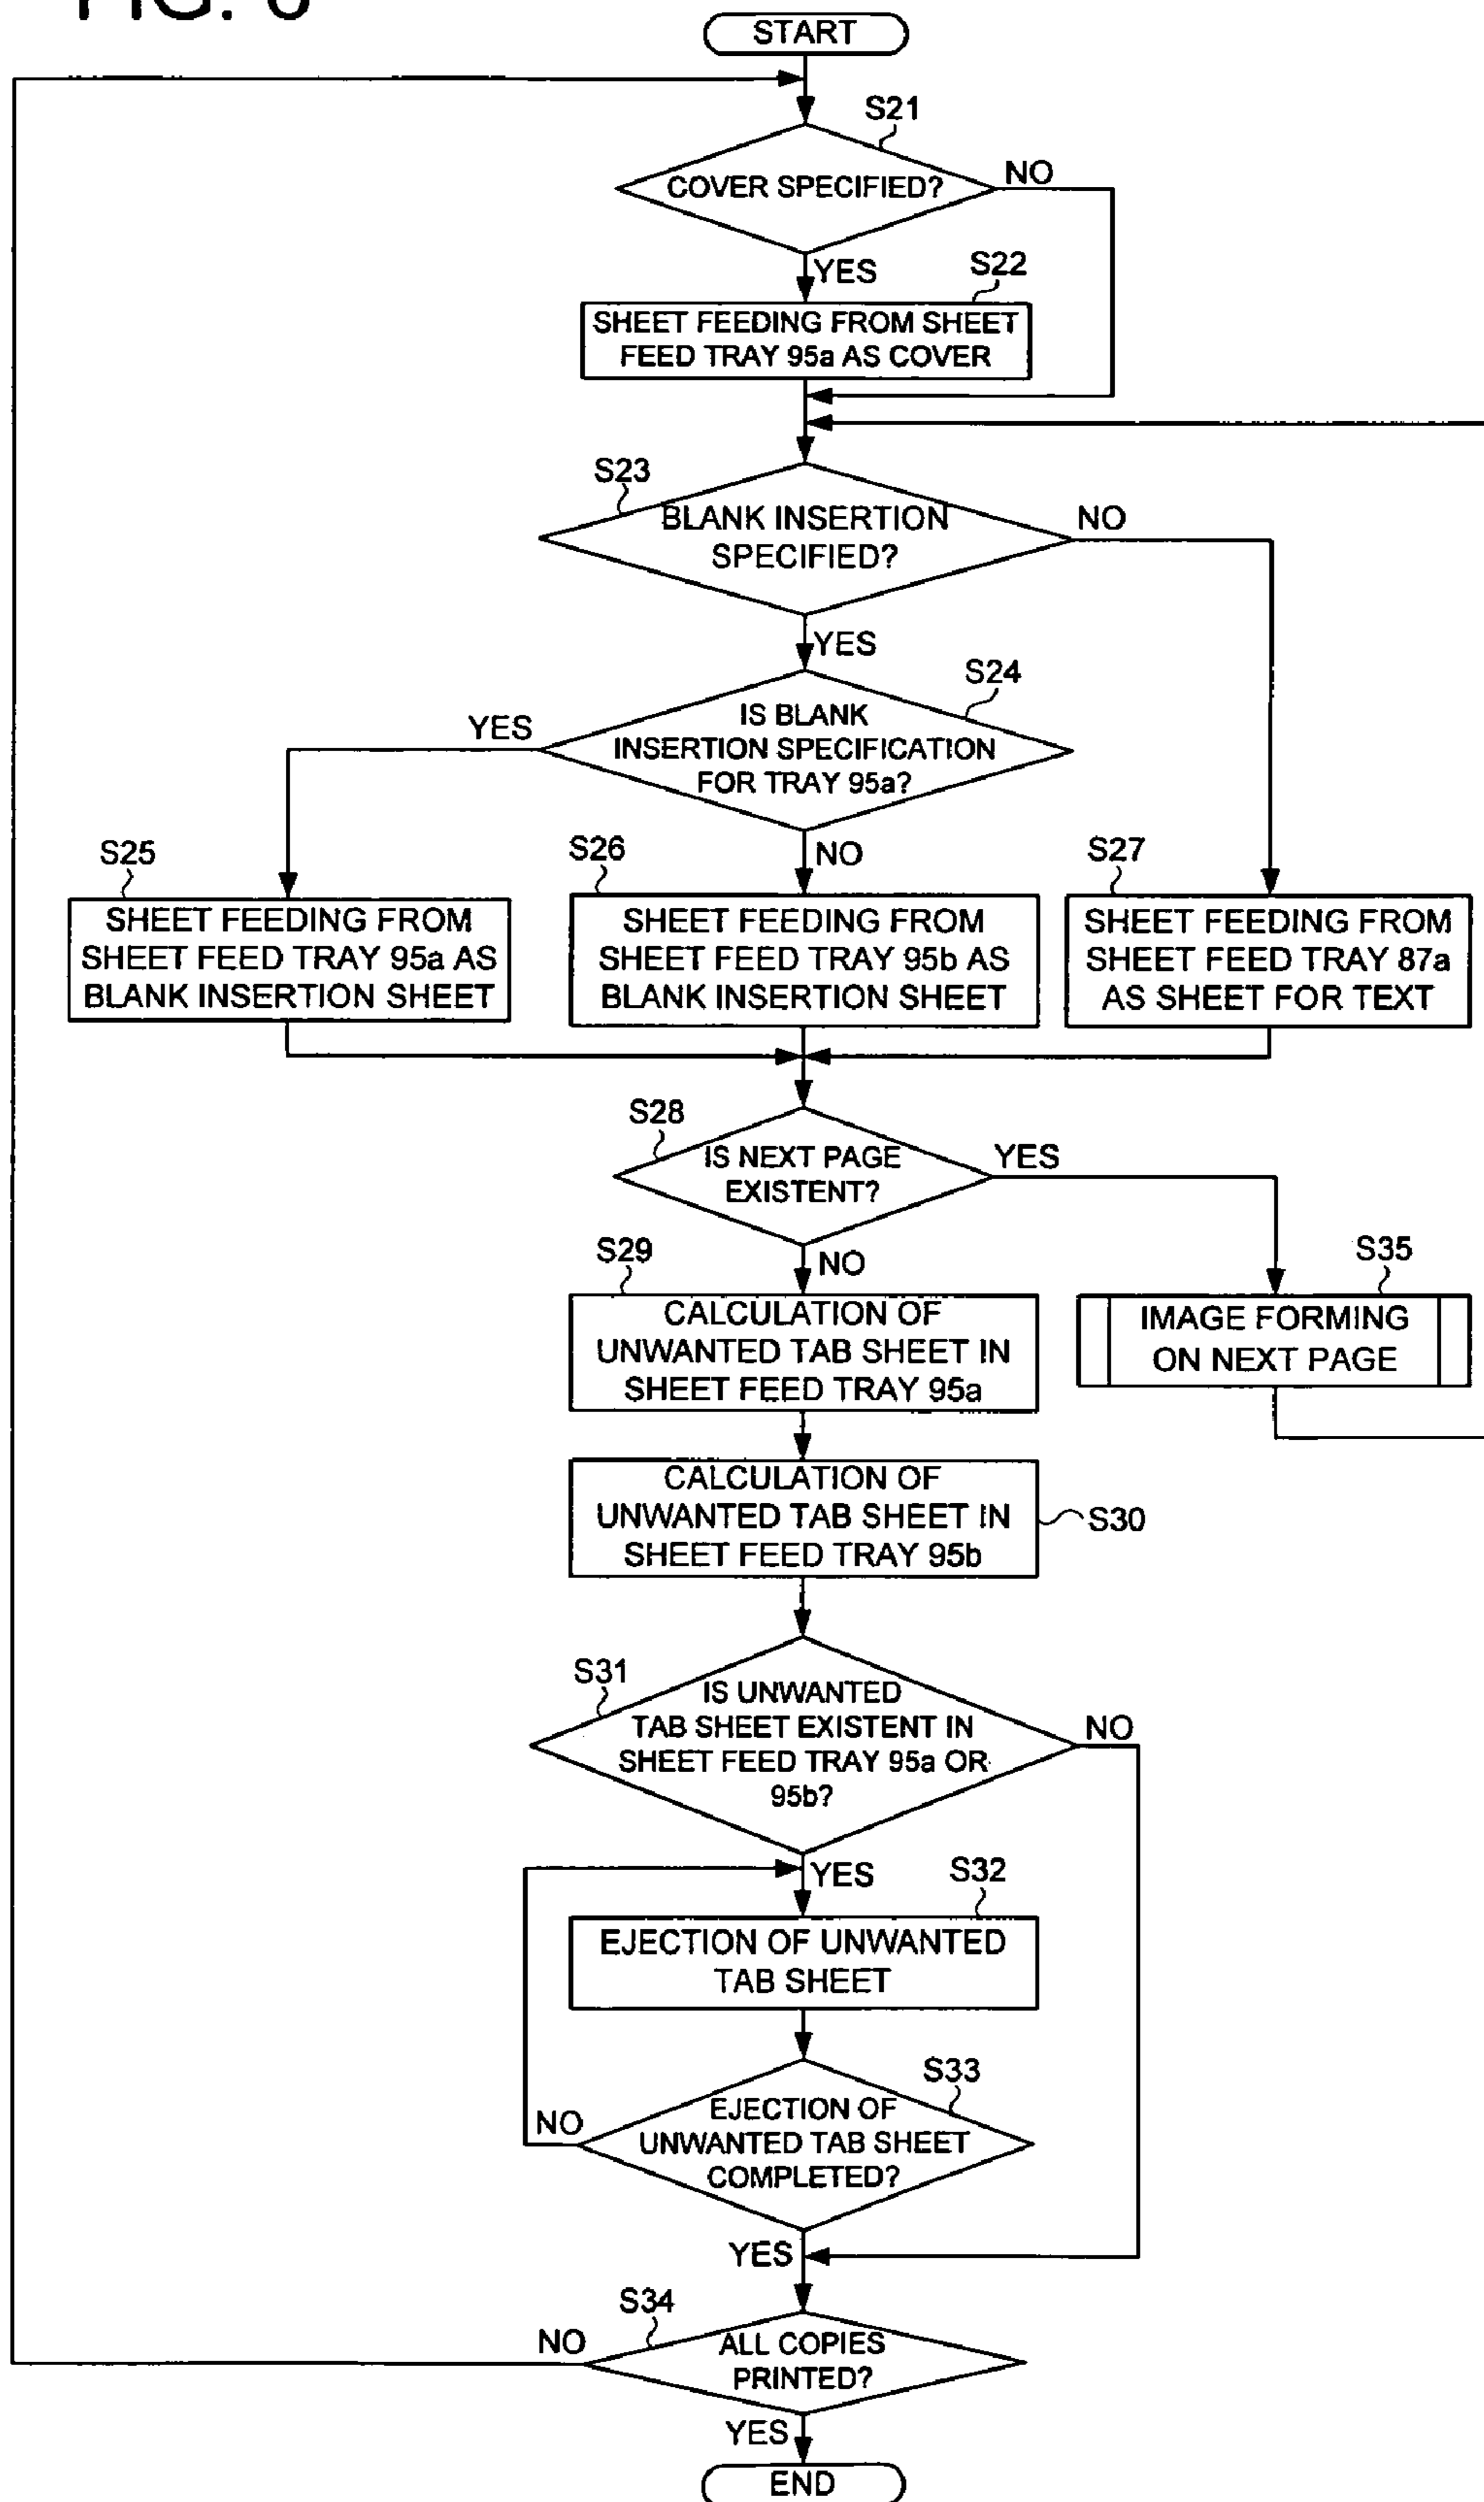 START
S21
COVER SPECIFIED?
NO
YES
S22
SHEET FEEDING FROM SHEET
FEED TRAY 95a AS COVER
S23
BLANK INSERTION
SPECIFIED?
NO
YES
S24
IS BLANK
INSERTION SPECIFICATION
FOR TRAY 95a?
YES
NO
S25
SHEET FEEDING FROM
SHEET FEED TRAY 95a AS
BLANK INSERTION SHEET
S26
SHEET FEEDING FROM
SHEET FEED TRAY 95b AS
BLANK INSERTION SHEET
S27
SHEET FEEDING FROM
SHEET FEED TRAY 87a
AS SHEET FOR TEXT
S28
IS NEXT PAGE
EXISTENT?
YES
NO
S29
CALCULATION OF
UNWANTED TAB SHEET IN
SHEET FEED TRAY 95a
S35
IMAGE FORMING
ON NEXT PAGE
CALCULATION OF
UNWANTED TAB SHEET IN
SHEET FEED TRAY 95b
S30
S31
IS UNWANTED
TAB SHEET EXISTENT IN
SHEET FEED TRAY 95a OR
95b?
NO
YES
S32
EJECTION OF UNWANTED
TAB SHEET
S33
EJECTION OF
UNWANTED TAB SHEET
COMPLETED?
NO
YES
S34
ALL COPIES
PRINTED?
NO
YES
END